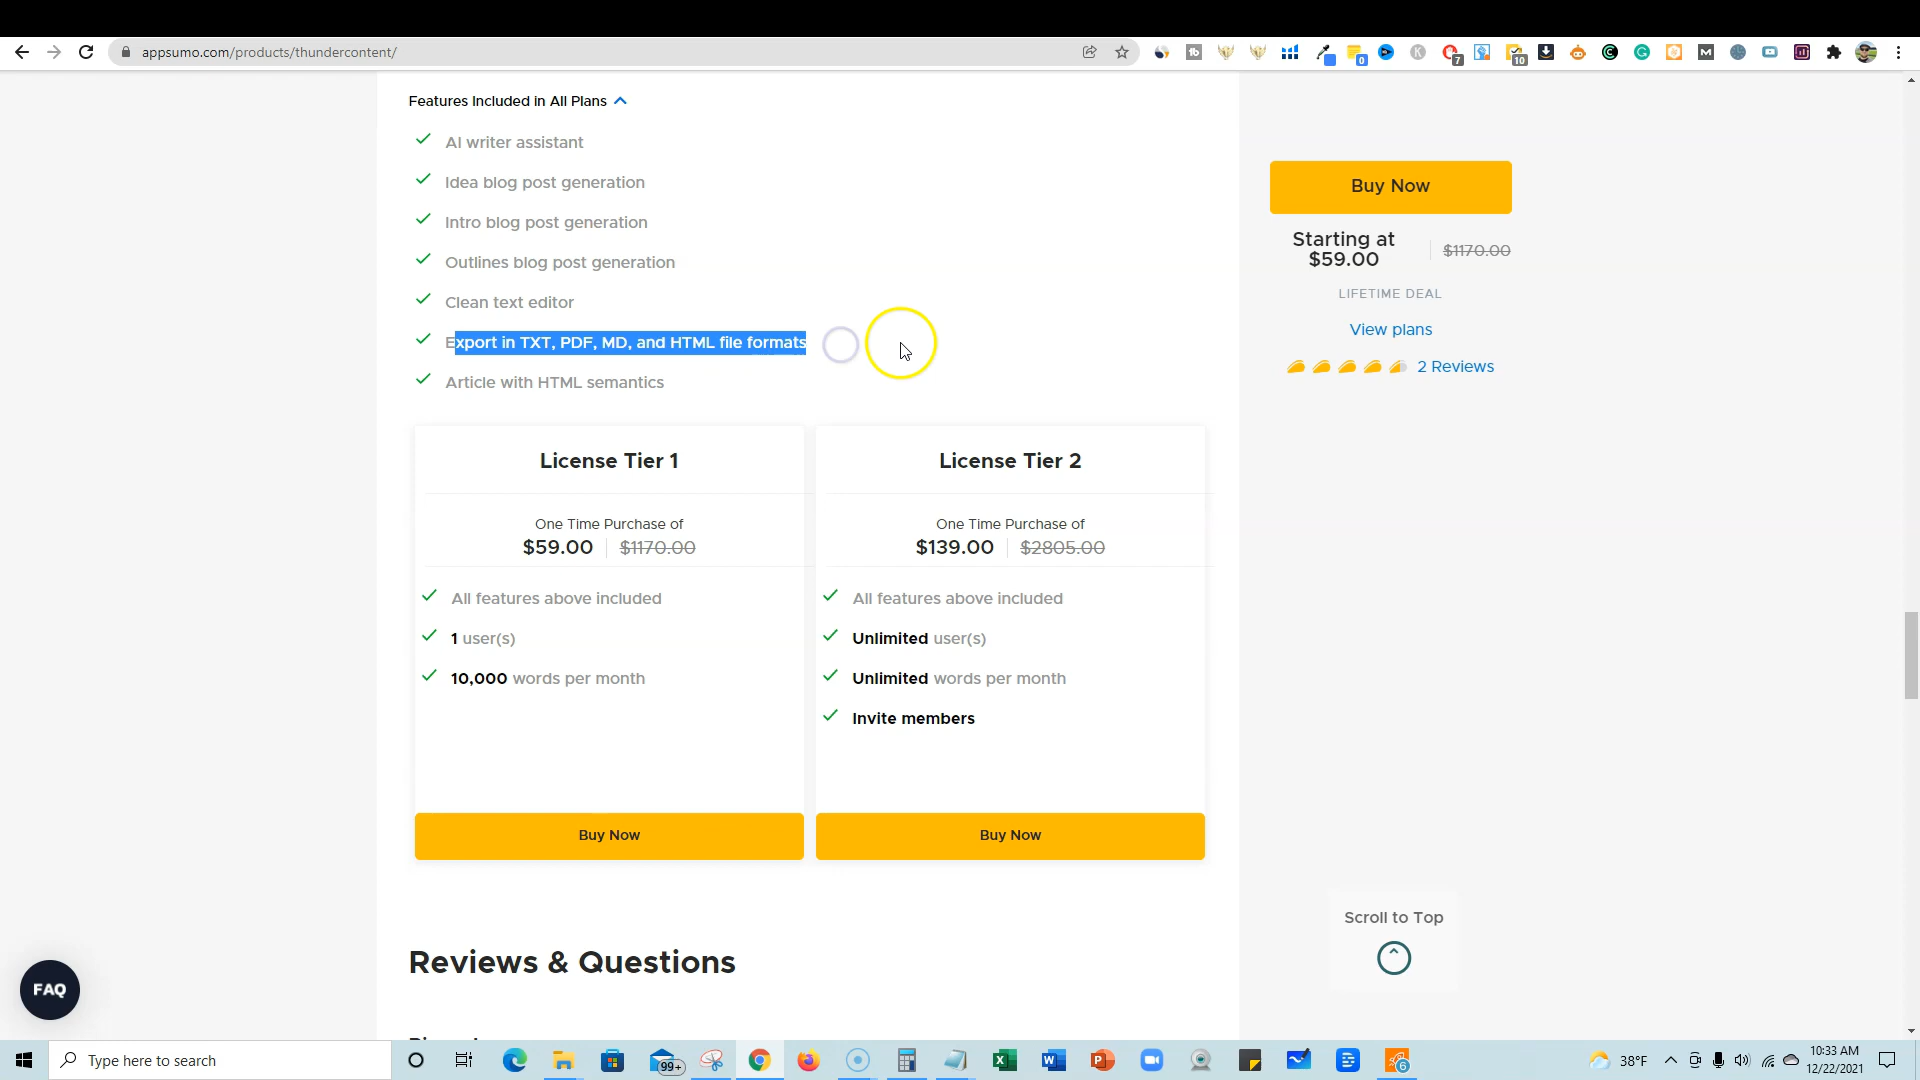 appsumo.com/products/thundercontent/
7
0
10
Features Included in All Plans
AI writer assistant
Idea blog post generation
Intro blog post generation
Outlines blog post generation
Clean text editor
Export in TXT, PDF, MD, and HTML file formats
Article with HTML semantics
Buy Now
Starting at
$59.00
$1170.00
LIFETIME DEAL
View plans
2 Reviews
License Tier 1
One Time Purchase of
$59.00 $1170.00
All features above included
1 user(s)
10,000 words per month
Buy Now
License Tier 2
One Time Purchase of
$139.00 $2805.00
All features above included
Unlimited user(s)
Unlimited words per month
Invite members
Buy Now
Scroll to Top
Reviews & Questions
FAQ
Type here to search
99+
6
38°F
10:33 AM
12/22/2021